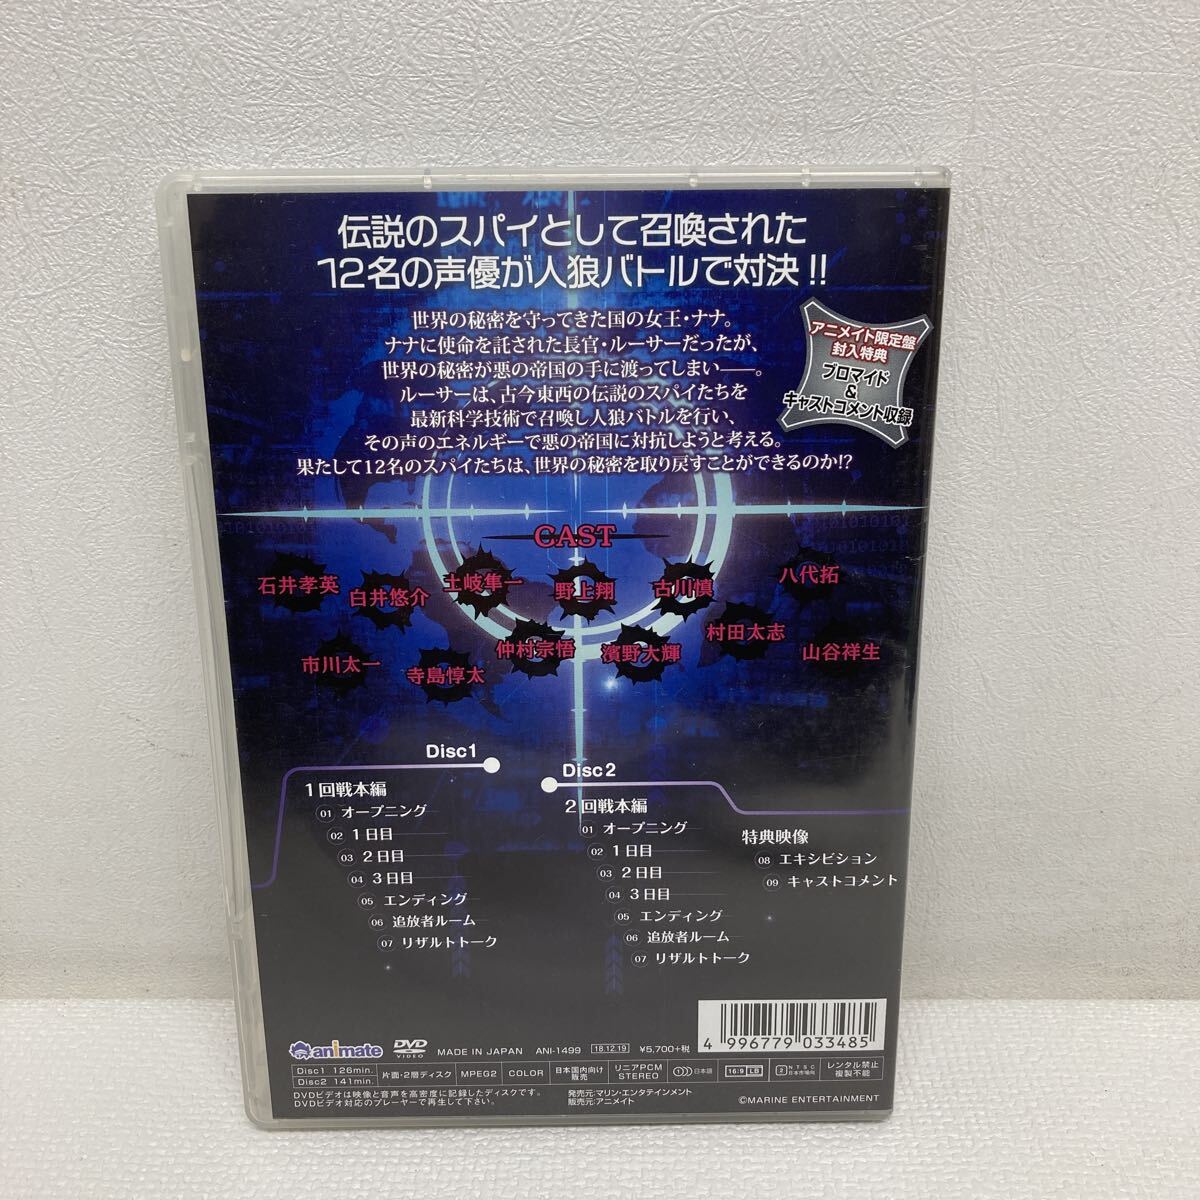 伝説のスパイとして召喚された
12名の声優が人狼バトルで対決!!
世界の秘密を守ってきた国の女王・ナナ。
ナナに使命を託された長官・ルーサーだったが、
世界の秘密が悪の帝国の手に渡ってしまい——。
ルーサーは、古今東西の伝説のスパイたちを
最新科学技術で召喚し人狼バトルを行い、
その声のエネルギーで悪の帝国に対抗しようと考える。
果たして12名のスパイたちは、世界の秘密を取り戻すことができるのか!?
アニメイト限定盤
封入特典
ブロマイド
&
キャストコメント収録
CAST
石井孝英
白井悠介
土岐隼一
野上翔
古川慎
八代拓
市川太一
寺島惇太
仲村宗悟
濱野大輝
村田太志
山谷祥生
Disc1
1回戦本編
01 オープニング
02 1日目
03 2日目
04 3日目
05 エンディング
06 追放者ルーム
07 リザルトトーク
Disc2
2回戦本編
01 オープニング
02 1日目
03 2日目
04 3日目
05 エンディング
06 追放者ルーム
07 リザルトトーク
特典映像
08 エキシビション
09 キャストコメント
animate
DVD
VIDEO
MADE IN JAPAN
ANI-1499
18.12.19
¥5,700+税
4 996779 033485
Disc1 126min.
Disc2 141min.
片面・2層ディスク
MPEG2
COLOR
日本国内向け
販売
リニアPCM
STEREO
日本語
16:9 LB
2 NTSC
日本市場向
レンタル禁止
複製不能
DVDビデオは映像と音声を高密度に記録したディスクです。
DVDビデオ対応のプレーヤーで再生して下さい。
発売元:マリン・エンタテインメント
販売元:アニメイト
©MARINE ENTERTAINMENT